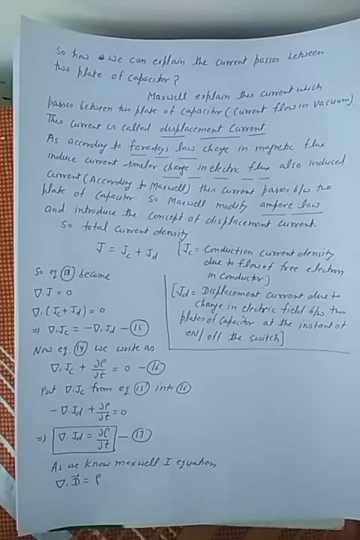 So how we can explain the current passes between
two plate of capacitor?
Maxwell explain this current which
passes between two plate of capacitor (current flow in vacuum)
This current is called displacement current.
As according to faradeys law change in magnetic flux
induce current similar change in electric flux also induced
current (According to Maxwell) this current passes b/w two
plate of capacitor. So Maxwell modify ampere law
and introduce the concept of displacement current.
So total current density
J = Jc + Jd
[Jc = Conduction current density
due to flow of free electron
in conductor]
[Jd = Displacement current due to
change in electric field b/w two
plates of capacitor at the instant of
ON/off the switch]
So eq (13) became
∇.J = 0
∇.(Jc + Jd) = 0
⇒ ∇.Jc = -∇.Jd — (15)
Now eq (14) we write as
∇.Jc + ∂ρ/∂t = 0 — (16)
Put ∇.Jc from eq (15) into (16)
-∇.Jd + ∂ρ/∂t = 0
⇒ ∇.Jd = ∂ρ/∂t — (17)
As we know maxwell I equation
∇.D⃗ = ρ